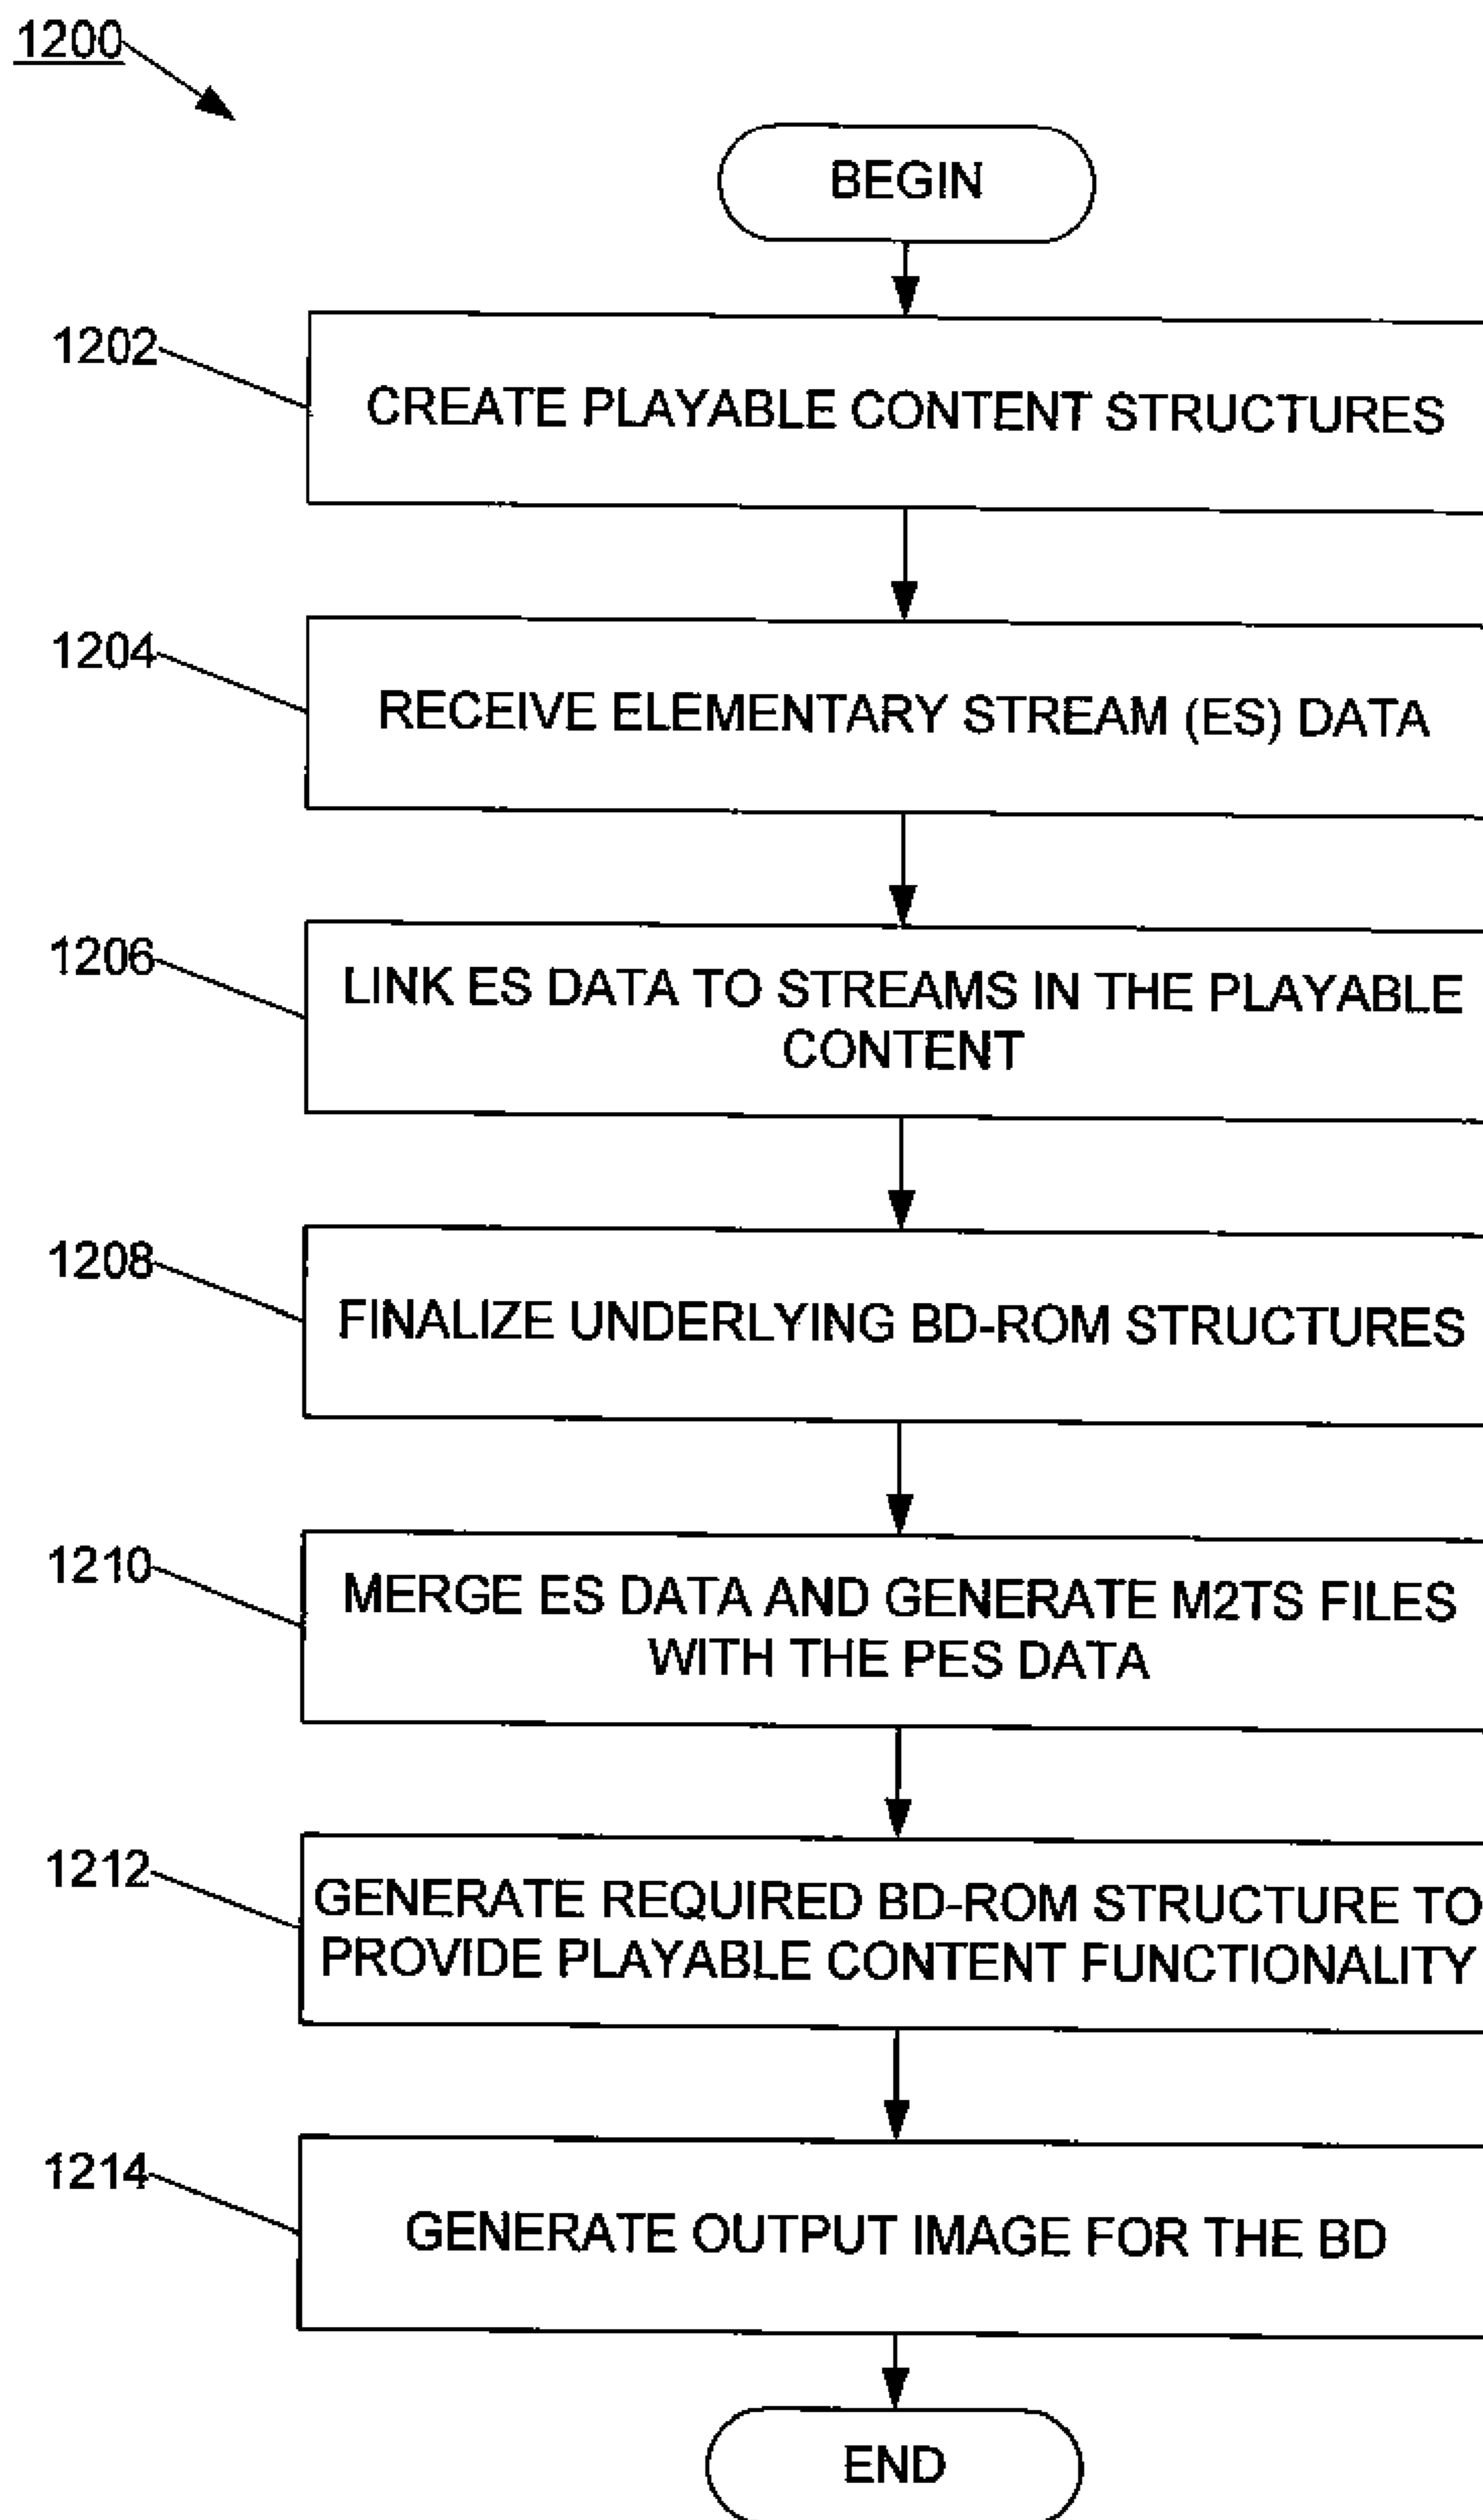 1200
BEGIN
1202
CREATE PLAYABLE CONTENT STRUCTURES
1204
RECEIVE ELEMENTARY STREAM (ES) DATA
1206
LINK ES DATA TO STREAMS IN THE PLAYABLE
CONTENT
1208
FINALIZE UNDERLYING BD-ROM STRUCTURES
1210
MERGE ES DATA AND GENERATE M2TS FILES
WITH THE PES DATA
1212
GENERATE REQUIRED BD-ROM STRUCTURE TO
PROVIDE PLAYABLE CONTENT FUNCTIONALITY
1214
GENERATE OUTPUT IMAGE FOR THE BD
END